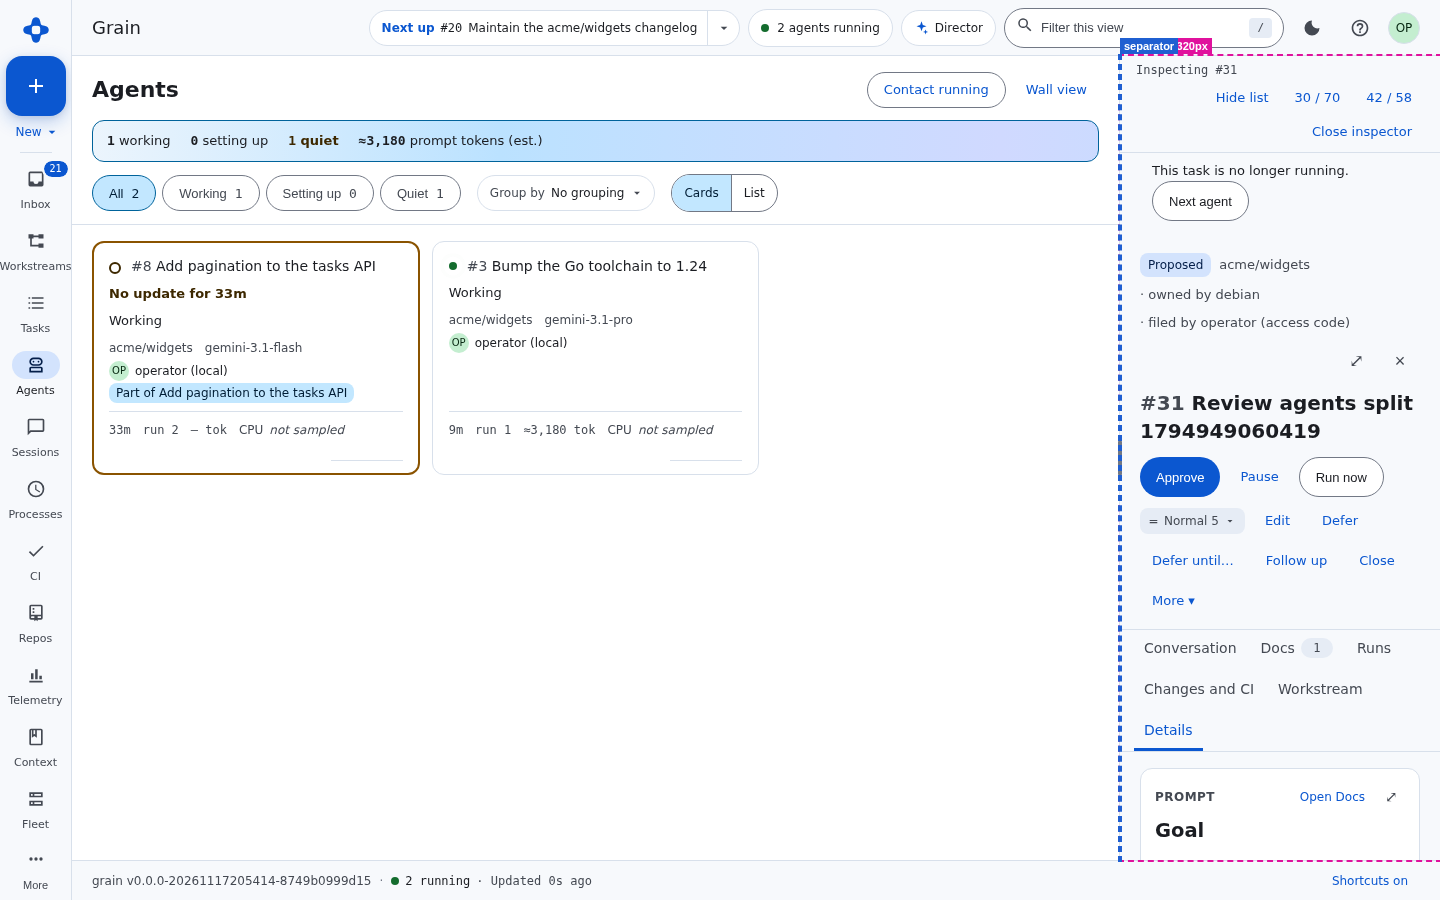 Grain
Next up #20 Maintain the acme/widgets changelog
2 agents running
Director
Filter this view
/
OP
New
21
Inbox
Workstreams
Tasks
Agents
Sessions
Processes
CI
Repos
Telemetry
Context
Fleet
More
Agents
Contact running
Wall view
1 working 0 setting up 1 quiet ≈3,180 prompt tokens (est.)
All 2
Working 1
Setting up 0
Quiet 1
Group by No grouping
Cards
List
#8 Add pagination to the tasks API
No update for 33m
Working
acme/widgets gemini-3.1-flash
OP operator (local)
Part of Add pagination to the tasks API
33m run 2 — tok CPU not sampled
#3 Bump the Go toolchain to 1.24
Working
acme/widgets gemini-3.1-pro
OP operator (local)
9m run 1 ≈3,180 tok CPU not sampled
separator
320px
Inspecting #31
Hide list
30 / 70
42 / 58
Close inspector
This task is no longer running.
Next agent
Proposed acme/widgets
· owned by debian
· filed by operator (access code)
#31 Review agents split
1794949060419
Approve
Pause
Run now
= Normal 5
Edit
Defer
Defer until...
Follow up
Close
More ▾
Conversation
Docs 1
Runs
Changes and CI
Workstream
Details
PROMPT
Open Docs
Goal
grain v0.0.0-20261117205414-8749b0999d15 · 2 running · Updated 0s ago
Shortcuts on